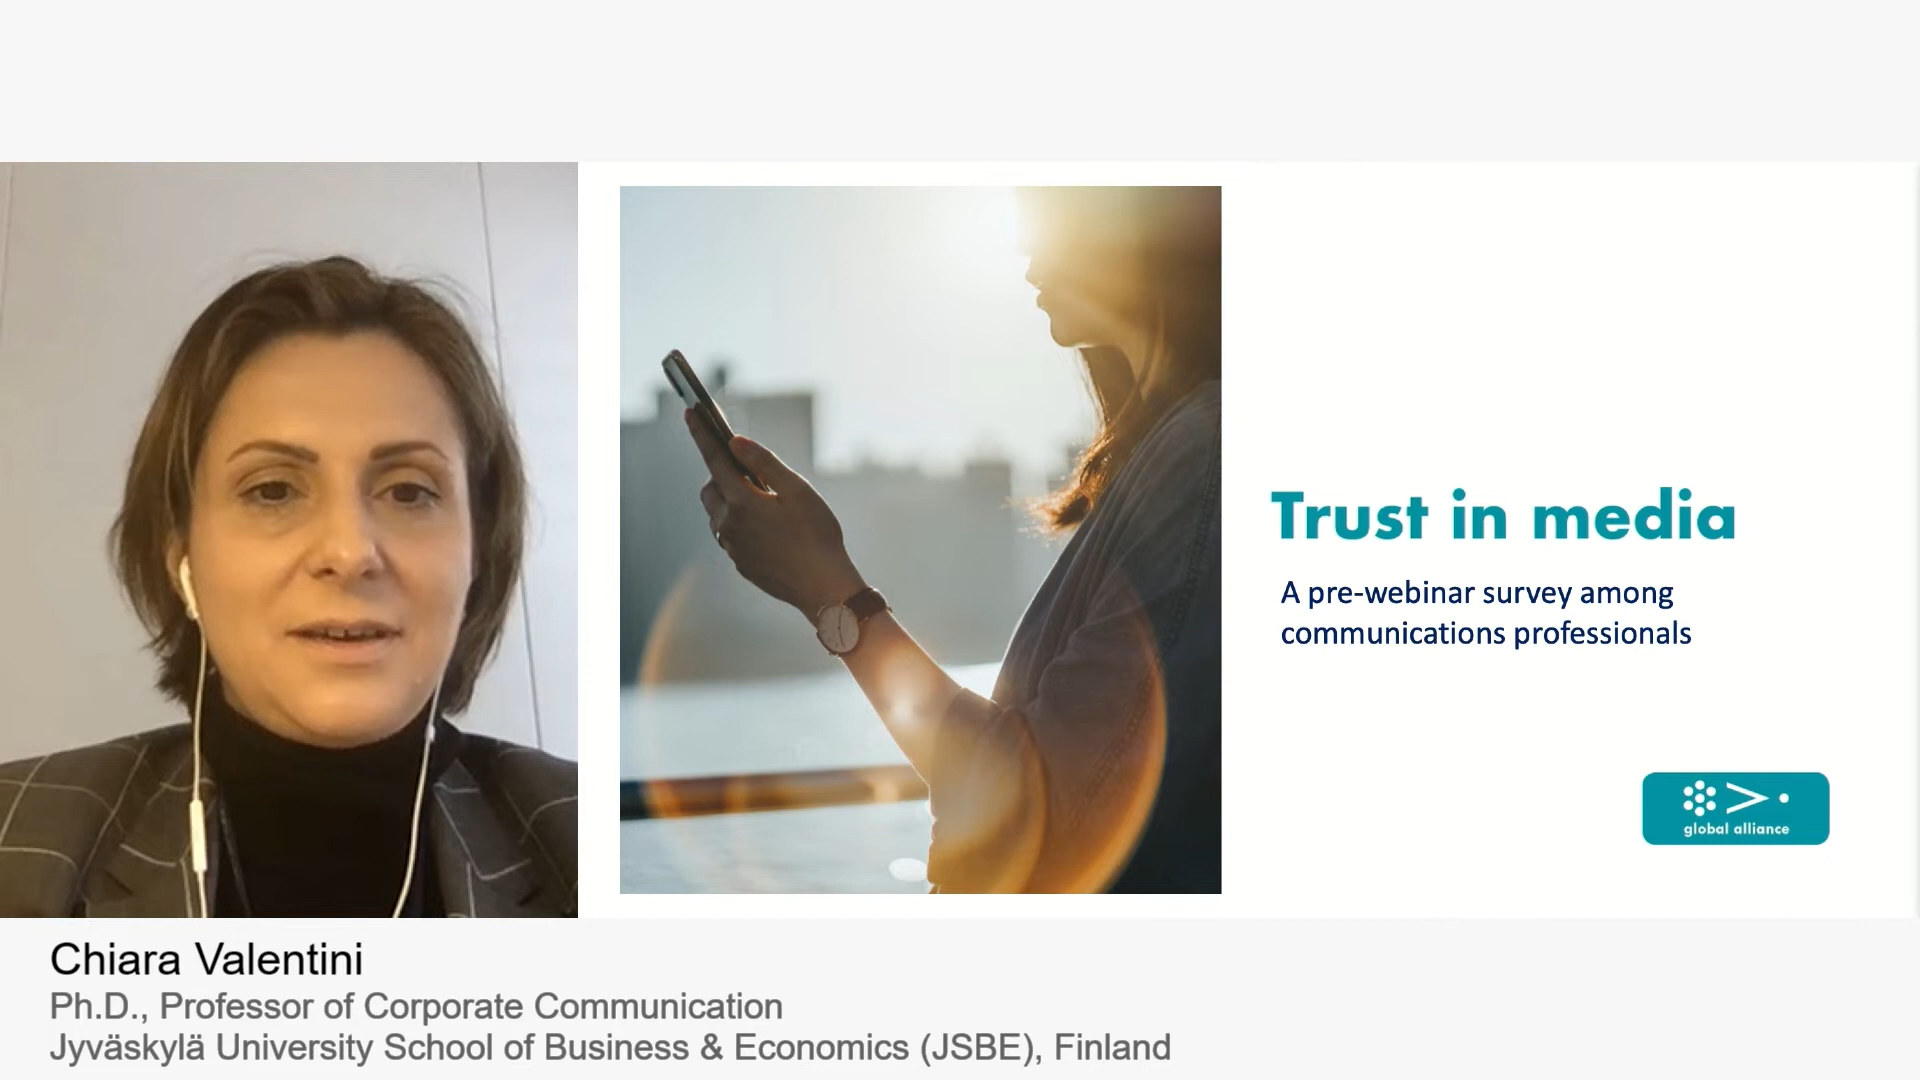 Trust in media
A pre-webinar survey among
communications professionals
global alliance
Chiara Valentini
Ph.D., Professor of Corporate Communication
Jyväskylä University School of Business & Economics (JSBE), Finland